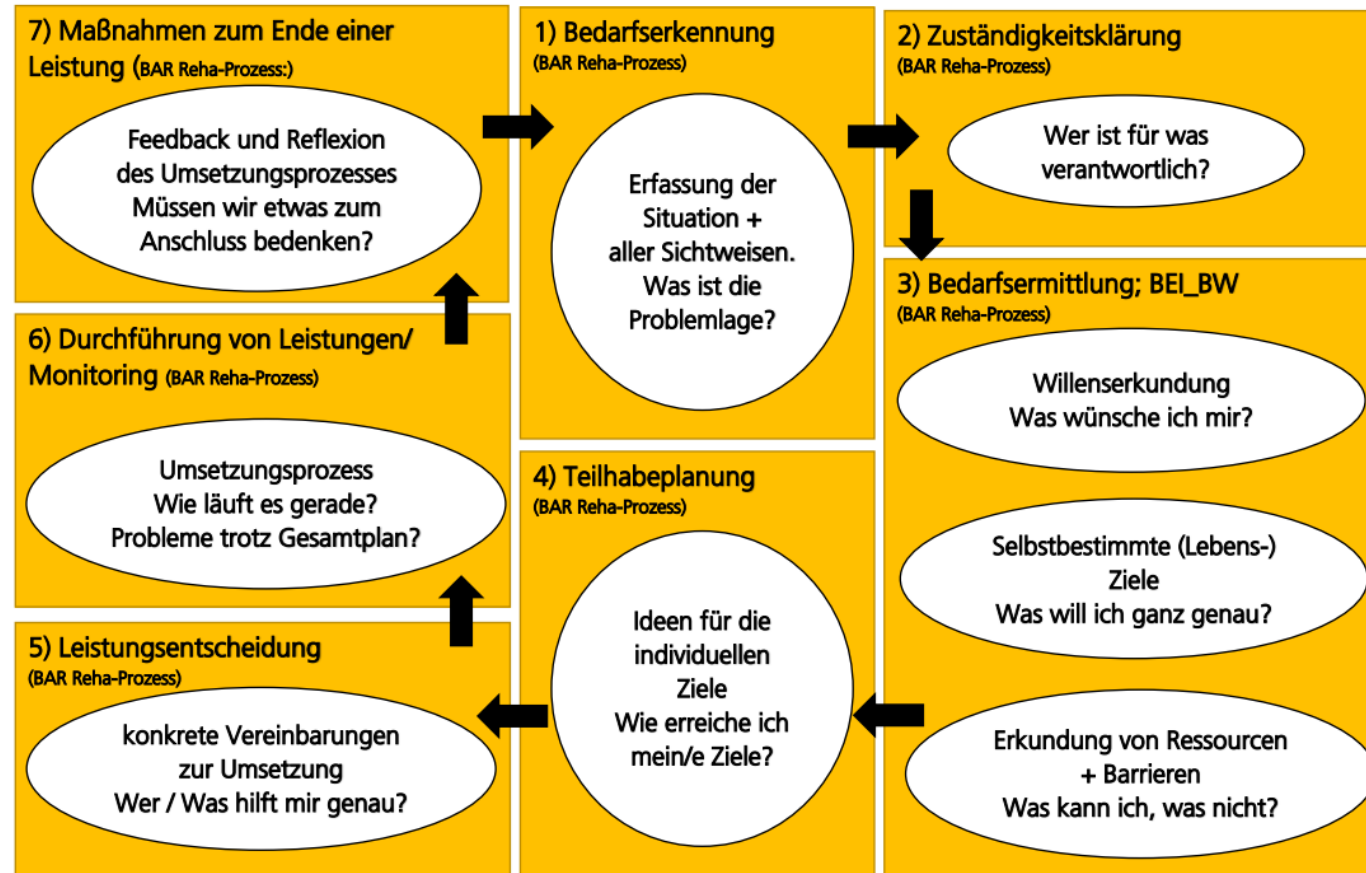 7) Maßnahmen zum Ende einer
Leistung (BAR Reha-Prozess:)
Feedback und Reflexion
des Umsetzungsprozesses
Müssen wir etwas zum
Anschluss bedenken?
1) Bedarfserkennung
(BAR Reha-Prozess)
Erfassung der
Situation +
aller Sichtweisen.
Was ist die
Problemlage?
2) Zuständigkeitsklärung
(BAR Reha-Prozess)
Wer ist für was
verantwortlich?
3) Bedarfsermittlung; BEI_BW
(BAR Reha-Prozess)
Willenserkundung
Was wünsche ich mir?
Selbstbestimmte (Lebens-)
Ziele
Was will ich ganz genau?
Erkundung von Ressourcen
+ Barrieren
Was kann ich, was nicht?
4) Teilhabeplanung
(BAR Reha-Prozess)
Ideen für die
individuellen
Ziele
Wie erreiche ich
mein/e Ziele?
5) Leistungsentscheidung
(BAR Reha-Prozess)
konkrete Vereinbarungen
zur Umsetzung
Wer / Was hilft mir genau?
6) Durchführung von Leistungen/
Monitoring (BAR Reha-Prozess)
Umsetzungsprozess
Wie läuft es gerade?
Probleme trotz Gesamtplan?